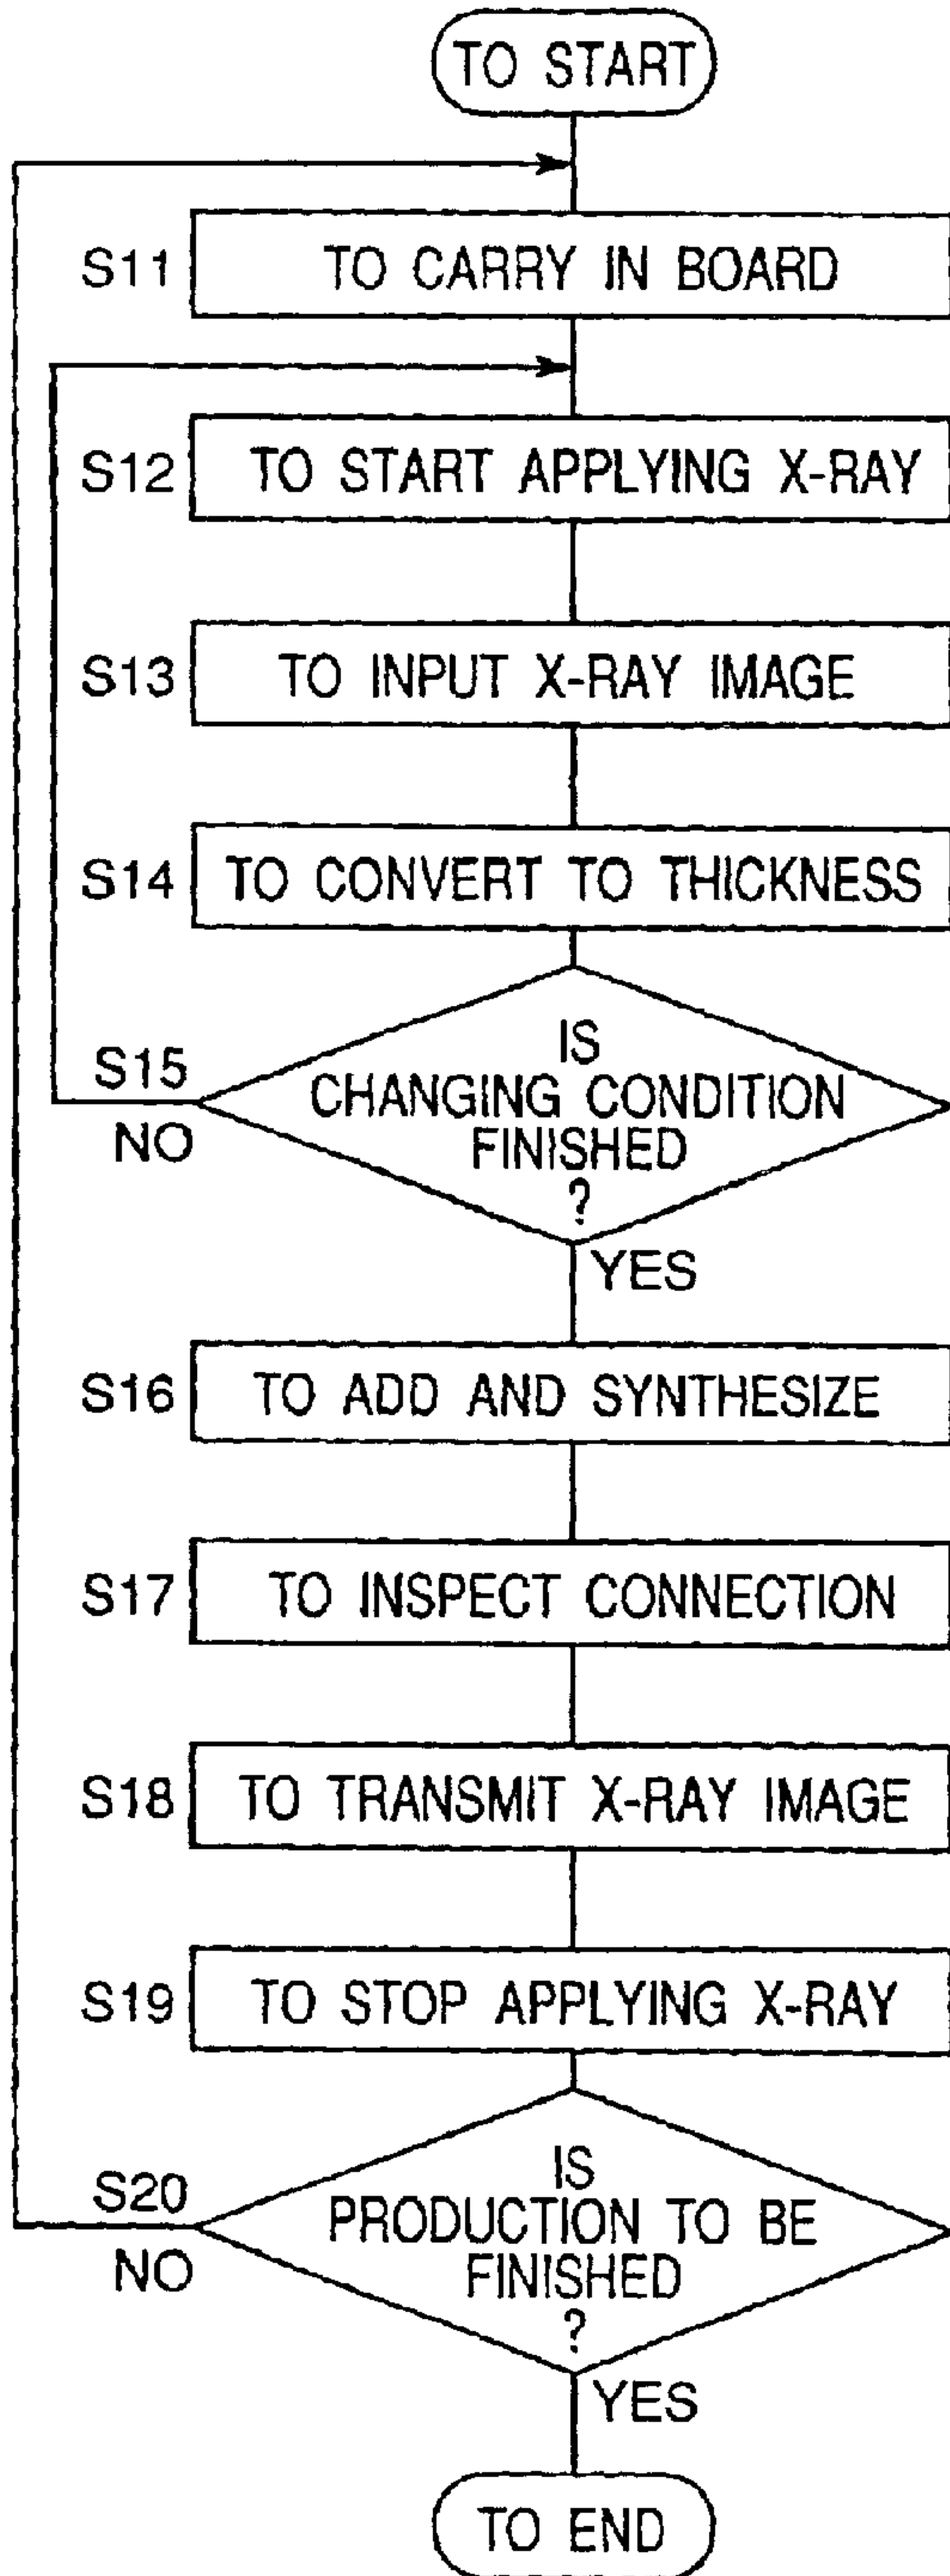 TO START
S11 TO CARRY IN BOARD
S12 TO START APPLYING X-RAY
S13 TO INPUT X-RAY IMAGE
S14 TO CONVERT TO THICKNESS
S15
NO
IS
CHANGING CONDITION
FINISHED
?
YES
S16 TO ADD AND SYNTHESIZE
S17 TO INSPECT CONNECTION
S18 TO TRANSMIT X-RAY IMAGE
S19 TO STOP APPLYING X-RAY
S20
NO
IS
PRODUCTION TO BE
FINISHED
?
YES
TO END